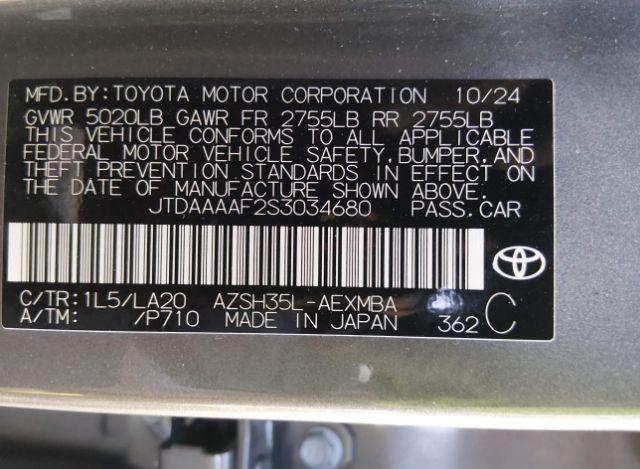 MFD.BY:TOYOTA MOTOR CORPORATION 10/24
GVWR 5020LB GAWR FR 2755LB RR 2755LB
THIS VEHICLE CONFORMS TO ALL APPLICABLE
FEDERAL MOTOR VEHICLE SAFETY,BUMPER,AND
THEFT PREVENTION STANDARDS IN EFFECT ON
THE DATE OF MANUFACTURE SHOWN ABOVE.
JTDAAAAF2S3034680 PASS.CAR
C/TR:1L5/LA20 AZSH35L-AEXMBA
A/TM: /P710 MADE IN JAPAN 362 C